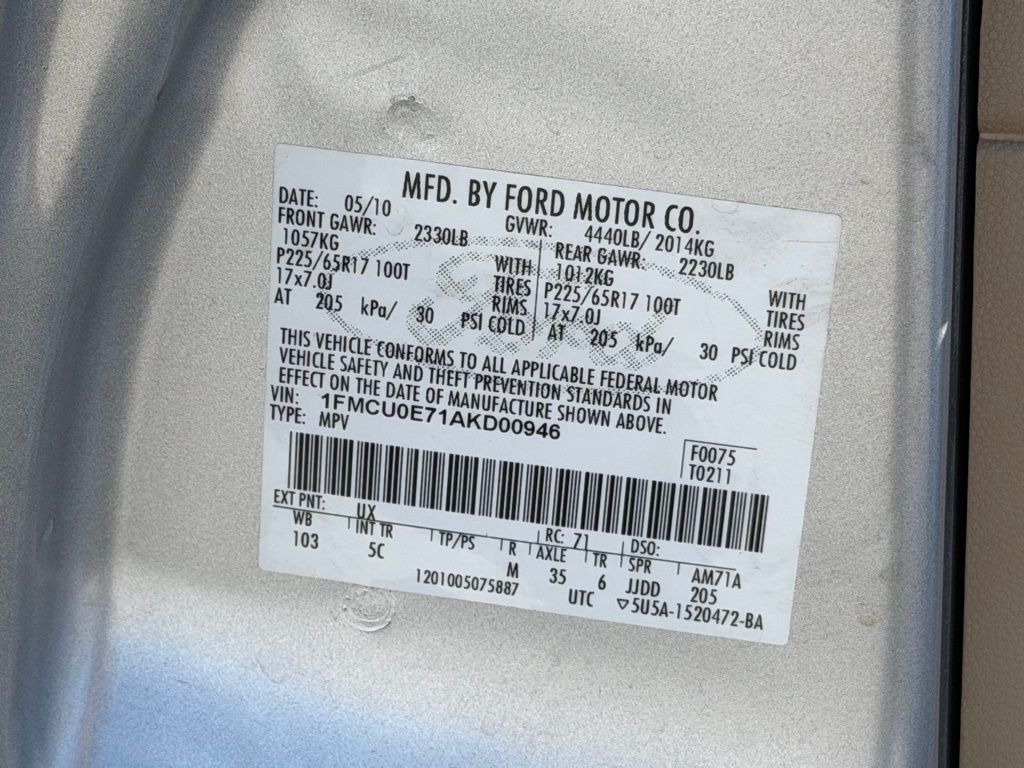 MFD. BY FORD MOTOR CO.
DATE: 05/10 GVWR: 4440LB/ 2014KG
FRONT GAWR: 2330LB REAR GAWR: 2230LB
1057KG WITH 1012KG WITH
P225/65R17 100T TIRES P225/65R17 100T TIRES
17x7.0J RIMS 17x7.0J RIMS
AT 205 kPa/ 30 PSI COLD AT 205 kPa/ 30 PSI COLD
THIS VEHICLE CONFORMS TO ALL APPLICABLE FEDERAL MOTOR
VEHICLE SAFETY AND THEFT PREVENTION STANDARDS IN
EFFECT ON THE DATE OF MANUFACTURE SHOWN ABOVE.
VIN: 1FMCU0E71AKD00946
TYPE: MPV
F0075
T0211
EXT PNT: UX RC: 71 DSO:
WB INT TR TP/PS R AXLE TR SPR AM71A
103 5C M 35 6 JJDD 205
1201005075887 UTC ▽5U5A-1520472-BA